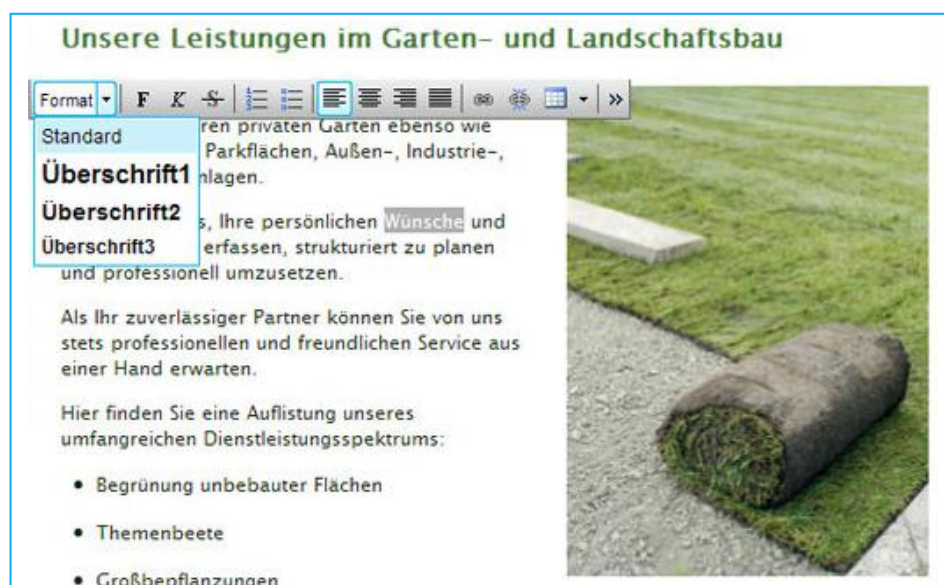 Unsere Leistungen im Garten- und Landschaftsbau
Format F K S »
Standard
Überschrift1
Überschrift2
Überschrift3
ren privaten Garten ebenso wie
Parkflächen, Außen-, Industrie-,
nlagen.
s, Ihre persönlichen Wünsche und
erfassen, strukturiert zu planen
und professionell umzusetzen.
Als Ihr zuverlässiger Partner können Sie von uns
stets professionellen und freundlichen Service aus
einer Hand erwarten.
Hier finden Sie eine Auflistung unseres
umfangreichen Dienstleistungsspektrums:
• Begrünung unbebauter Flächen
• Themenbeete
• Großbepflanzungen